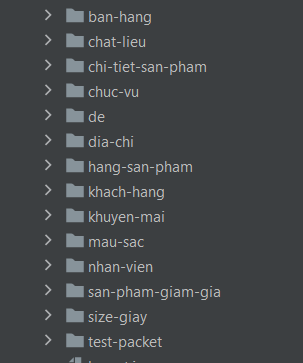 ban-hang
chat-lieu
chi-tiet-san-pham
chuc-vu
de
dia-chi
hang-san-pham
khach-hang
khuyen-mai
mau-sac
nhan-vien
san-pham-giam-gia
size-giay
test-packet